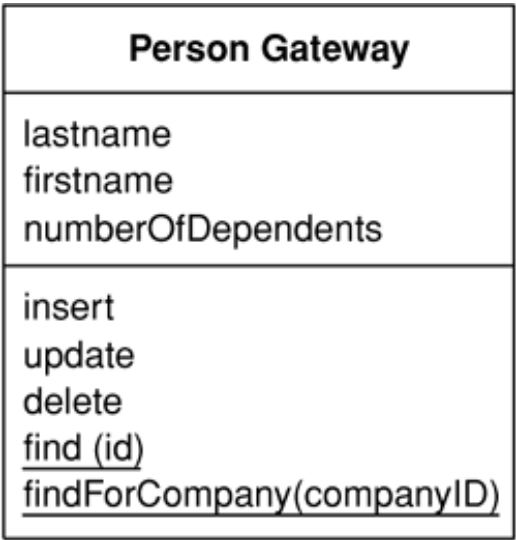 Person Gateway
lastname
firstname
numberOfDependents
insert
update
delete
find (id)
findForCompany(companyID)